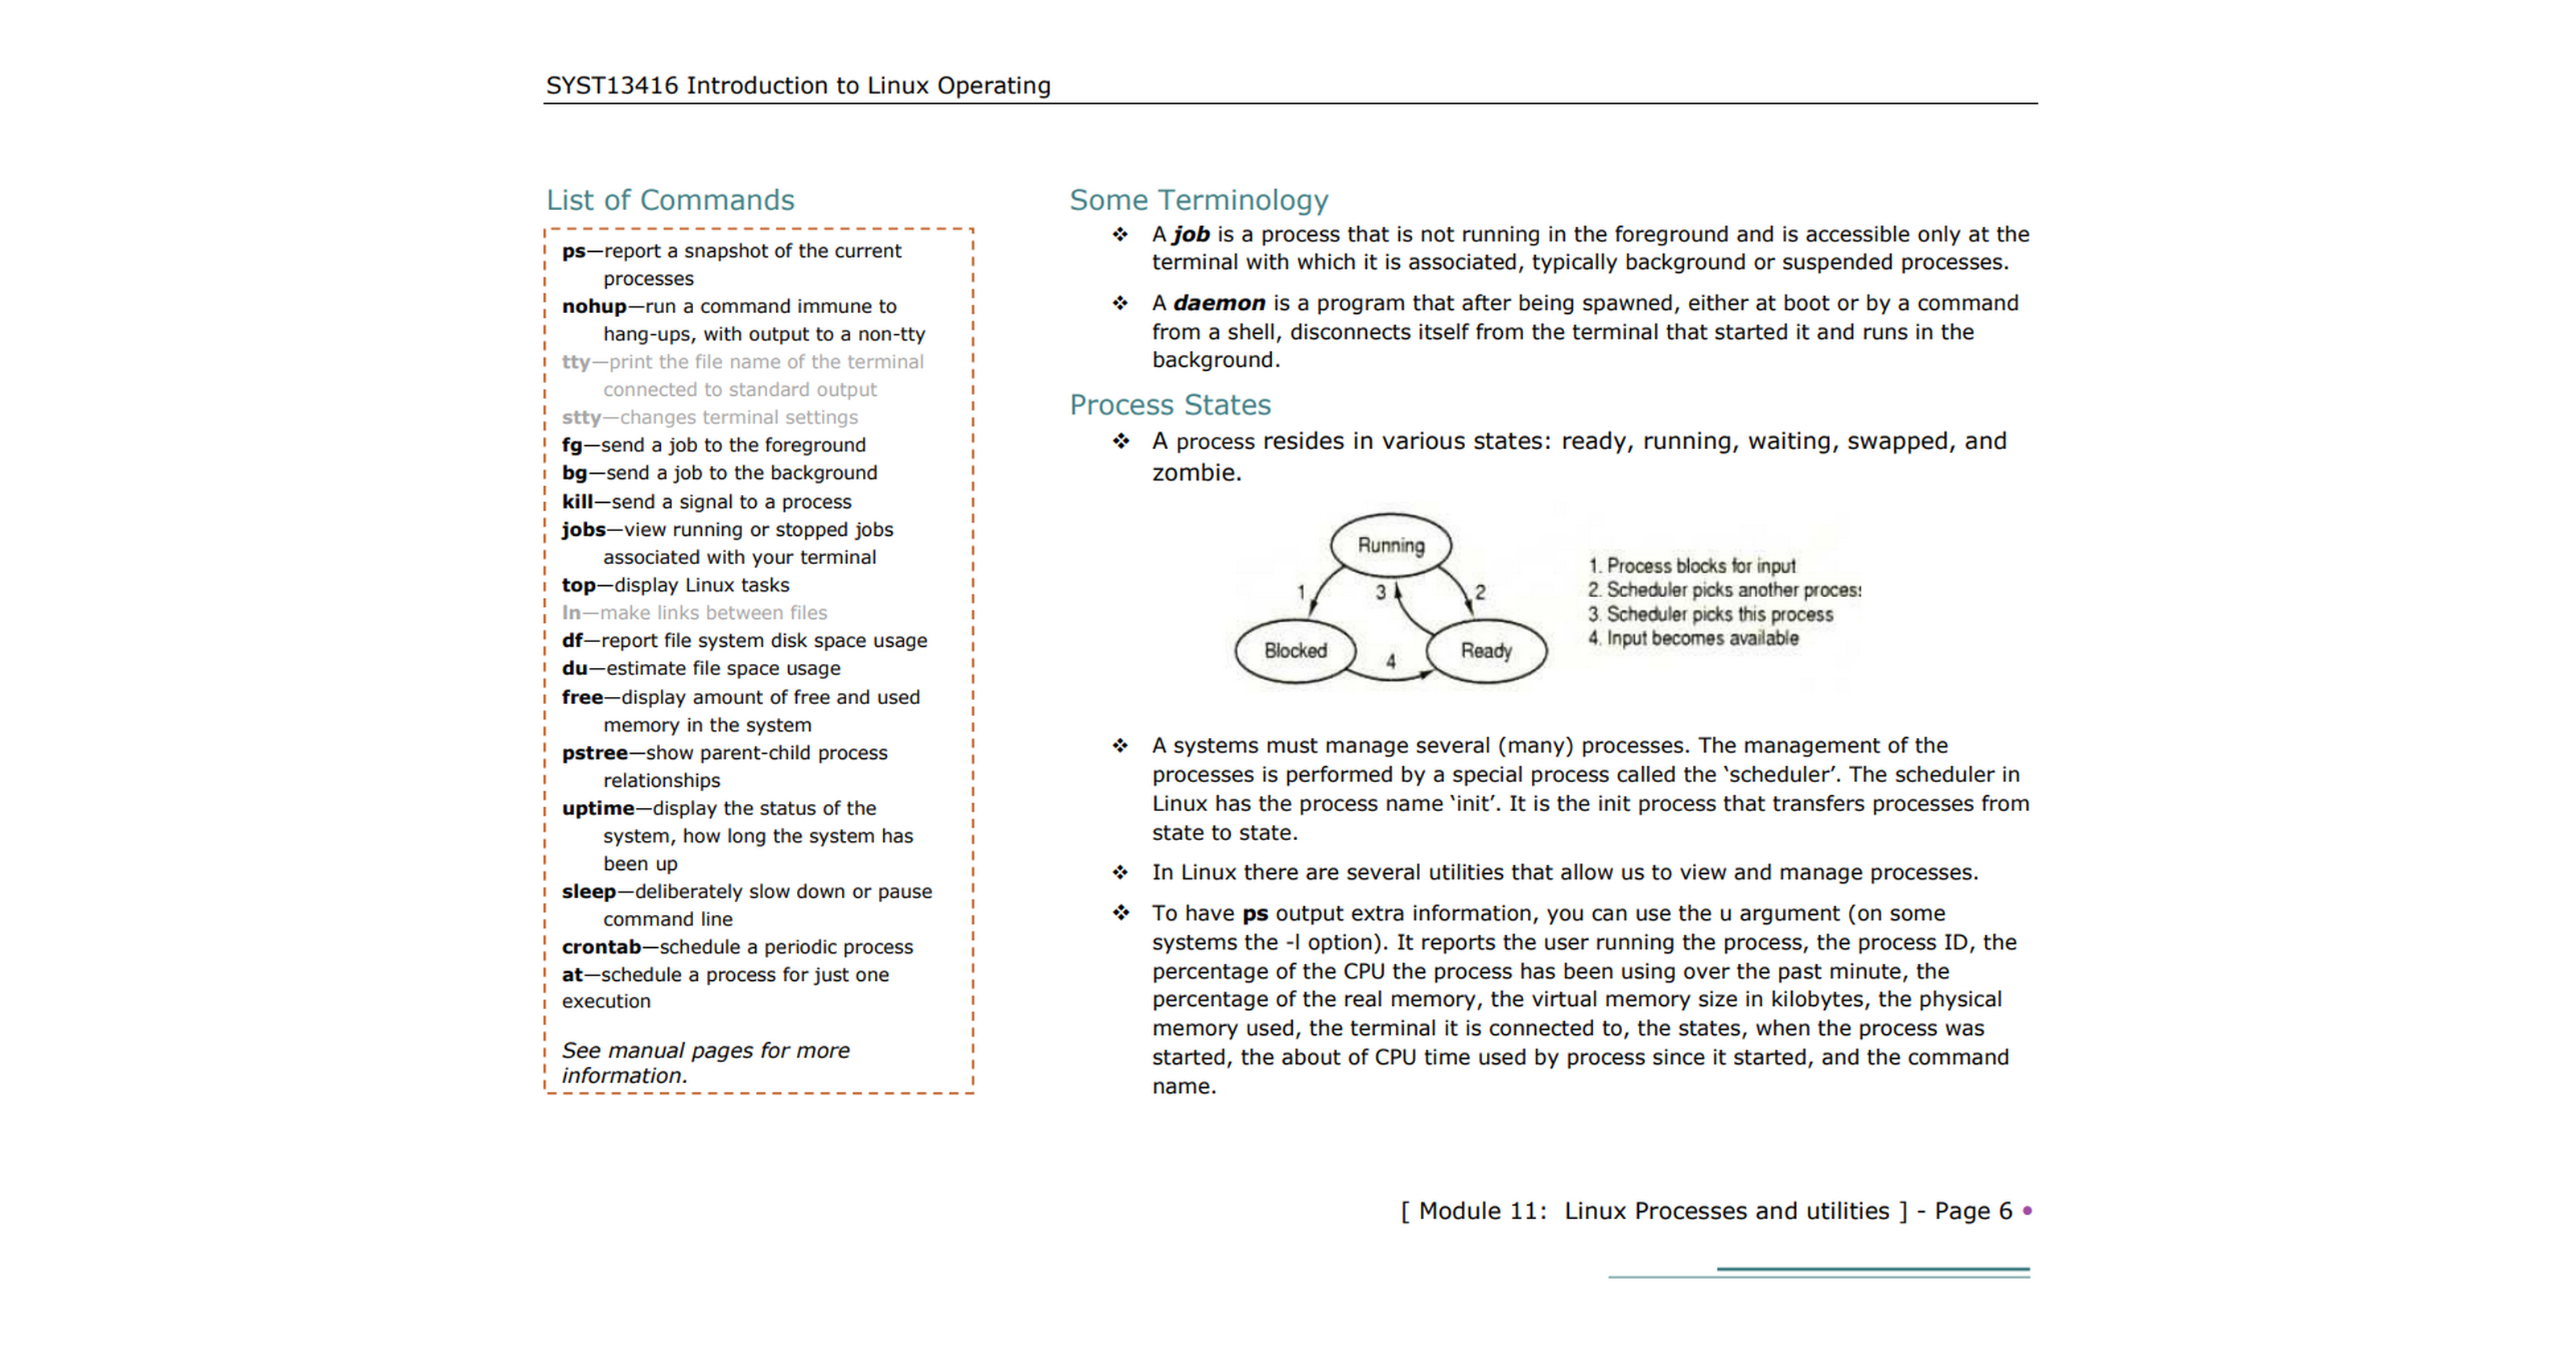 SYST13416 Introduction to Linux Operating
List of Commands
ps—report a snapshot of the current
processes
nohup—run a command immune to
hang-ups, with output to a non-tty
tty—print the file name of the terminal
connected to standard output
stty—changes terminal settings
fg—send a job to the foreground
bg—send a job to the background
kill—send a signal to a process
jobs—view running or stopped jobs
associated with your terminal
top—display Linux tasks
ln—make links between files
df—report file system disk space usage
du—estimate file space usage
free—display amount of free and used
memory in the system
pstree—show parent-child process
relationships
uptime—display the status of the
system, how long the system has
been up
sleep—deliberately slow down or pause
command line
crontab—schedule a periodic process
at—schedule a process for just one
execution
See manual pages for more
information.
Some Terminology
❖ A job is a process that is not running in the foreground and is accessible only at the
terminal with which it is associated, typically background or suspended processes.
❖ A daemon is a program that after being spawned, either at boot or by a command
from a shell, disconnects itself from the terminal that started it and runs in the
background.
Process States
❖ A process resides in various states: ready, running, waiting, swapped, and
zombie.
Running
1 3 2
Blocked
4
Ready
1. Process blocks for input
2. Scheduler picks another proces
3. Scheduler picks this process
4. Input becomes available
❖ A systems must manage several (many) processes. The management of the
processes is performed by a special process called the ‘scheduler’. The scheduler in
Linux has the process name ‘init’. It is the init process that transfers processes from
state to state.
❖ In Linux there are several utilities that allow us to view and manage processes.
❖ To have ps output extra information, you can use the u argument (on some
systems the -l option). It reports the user running the process, the process ID, the
percentage of the CPU the process has been using over the past minute, the
percentage of the real memory, the virtual memory size in kilobytes, the physical
memory used, the terminal it is connected to, the states, when the process was
started, the about of CPU time used by process since it started, and the command
name.
[ Module 11: Linux Processes and utilities ] - Page 6 •